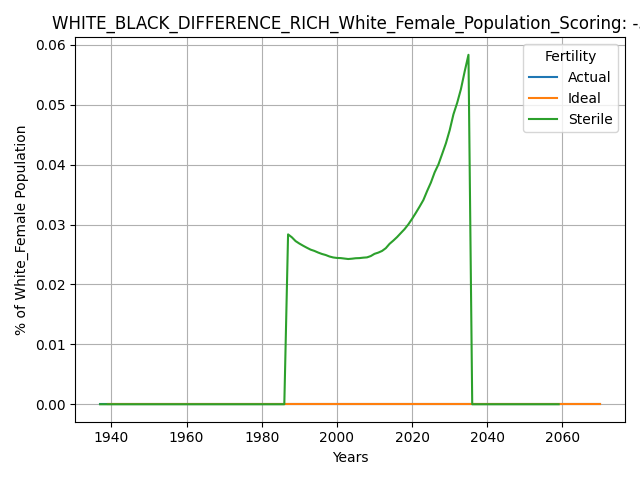 WHITE_BLACK_DIFFERENCE_RICH_White_Female_Population_Scoring: -
Fertility
Actual
Ideal
Sterile
% of White_Female Population
0.06
0.05
0.04
0.03
0.02
0.01
0.00
1940 1960 1980 2000 2020 2040 2060
Years